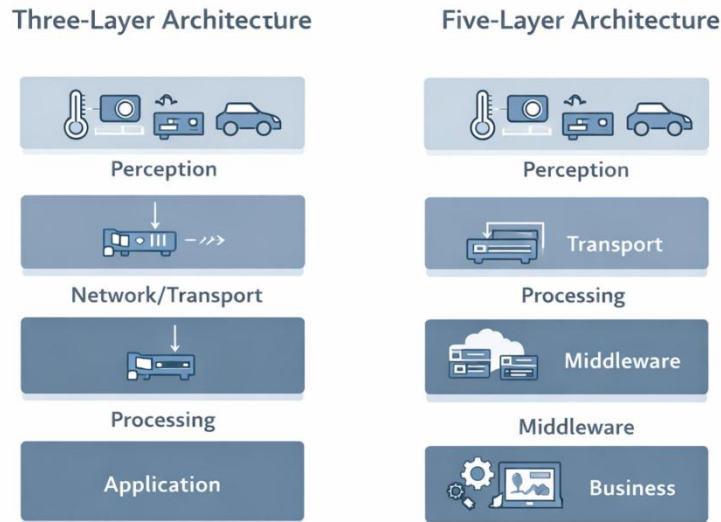 Three-Layer Architecture
Perception
Network/Transport
Processing
Application
Five-Layer Architecture
Perception
Transport
Processing
Middleware
Middleware
Business